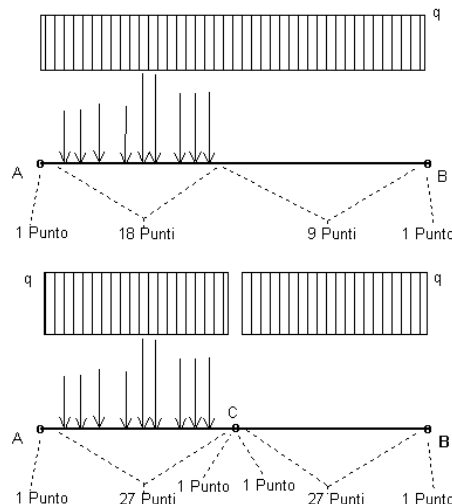 q
A B
1 Punto 18 Punti 9 Punti 1 Punto
q q
C
A B
1 Punto 27 Punti 1 Punto 1 Punto 27 Punti 1 Punto